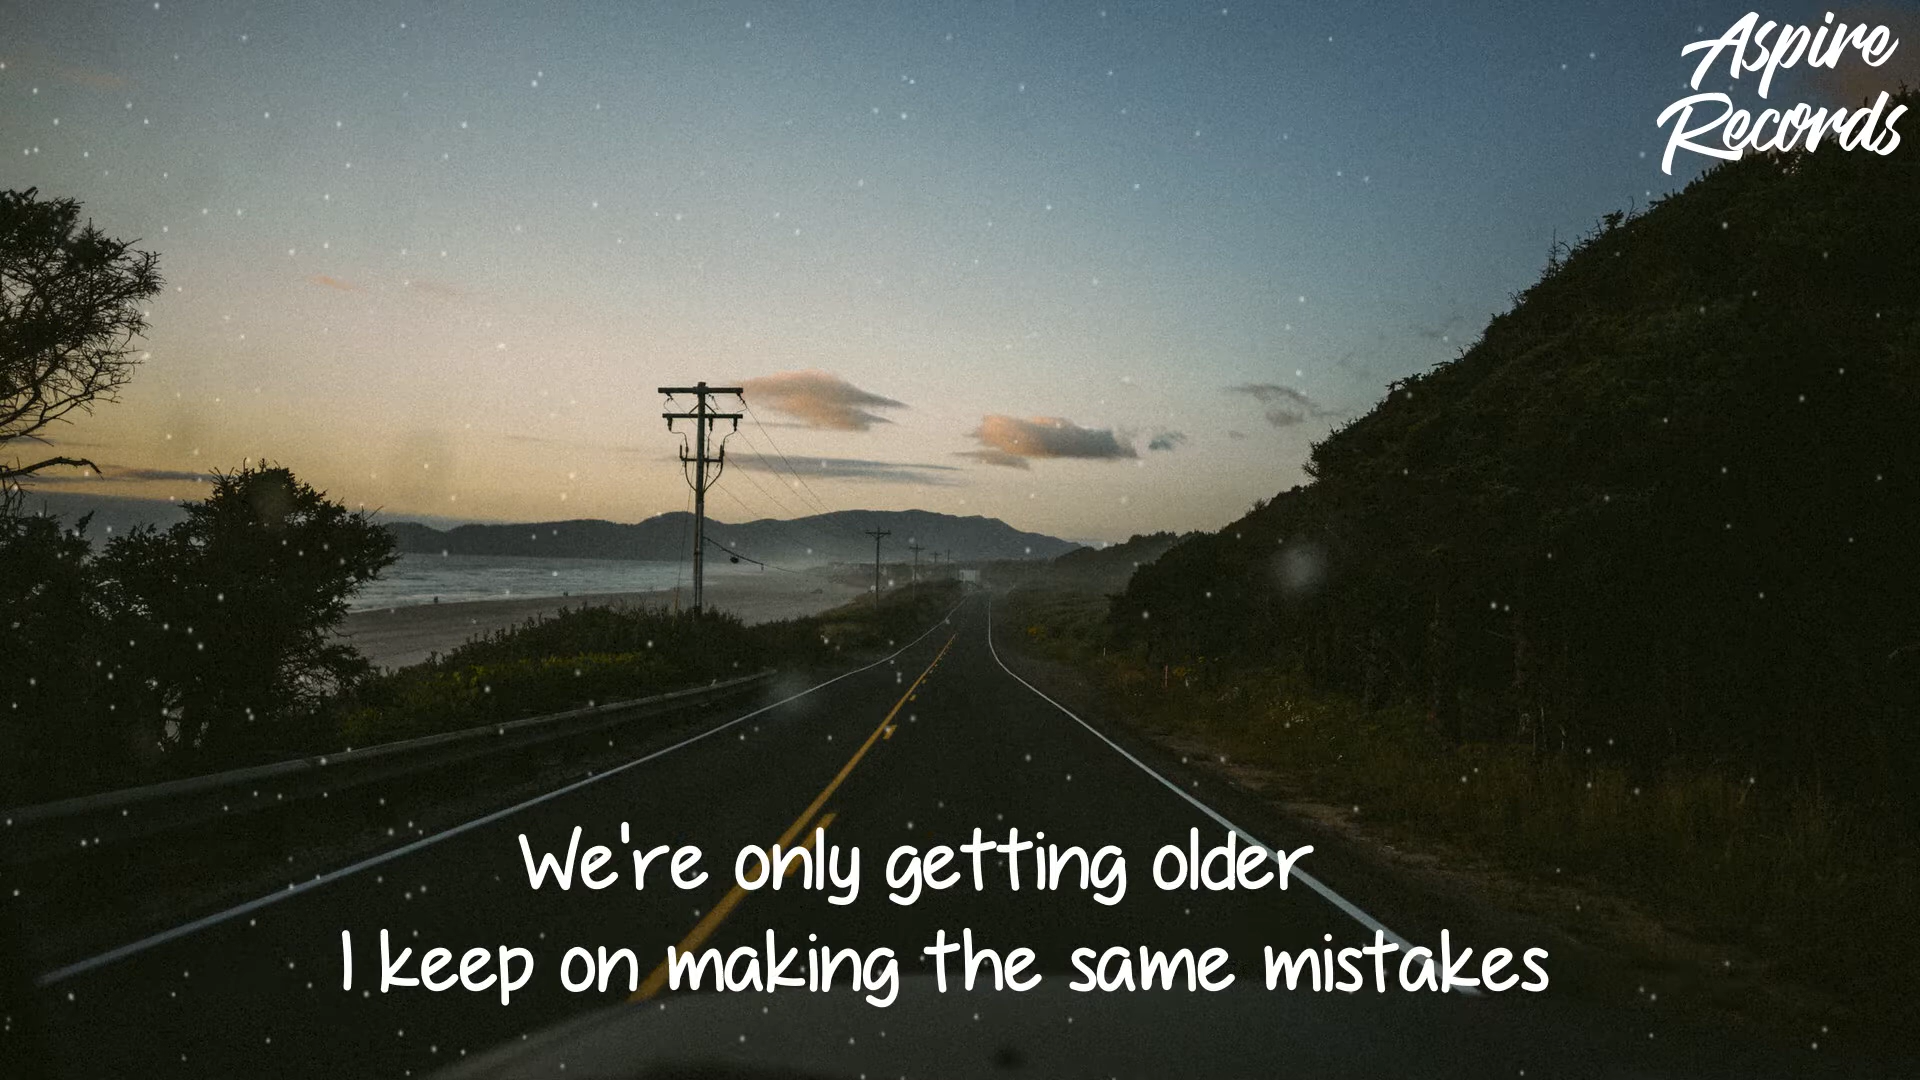 Aspire
Records
We're only getting older
I keep on making the same mistakes